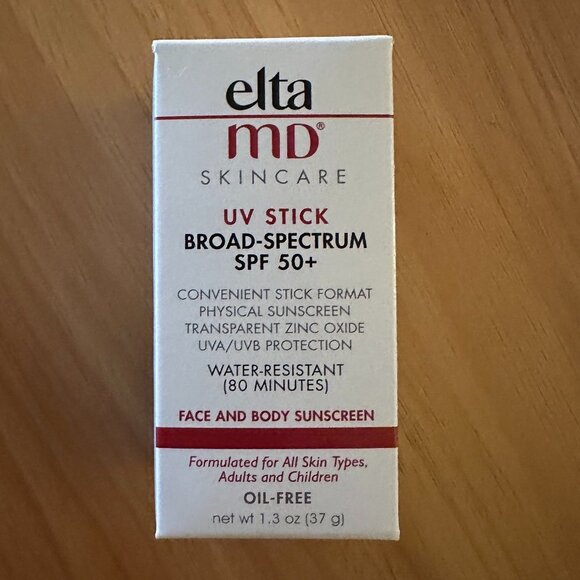 elta
MD®
SKINCARE
UV STICK
BROAD-SPECTRUM
SPF 50+
CONVENIENT STICK FORMAT
PHYSICAL SUNSCREEN
TRANSPARENT ZINC OXIDE
UVA/UVB PROTECTION
WATER-RESISTANT
(80 MINUTES)
FACE AND BODY SUNSCREEN
Formulated for All Skin Types,
Adults and Children
OIL-FREE
net wt 1.3 oz (37 g)